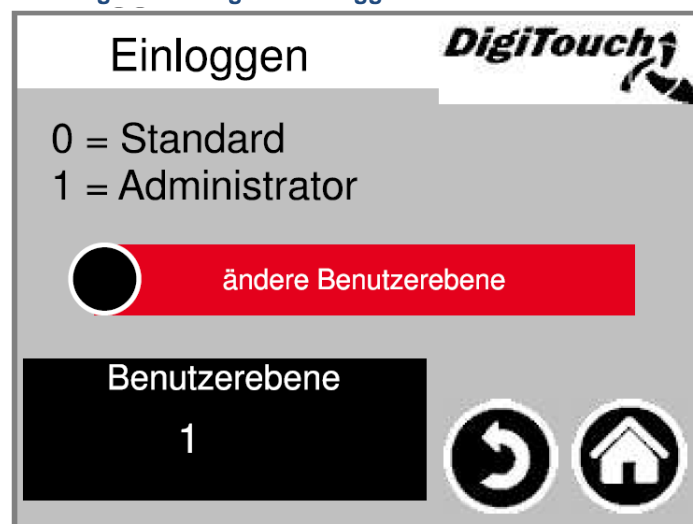 Einloggen
DigiTouch
0 = Standard
1 = Administrator
ändere Benutzerebene
Benutzerebene
1